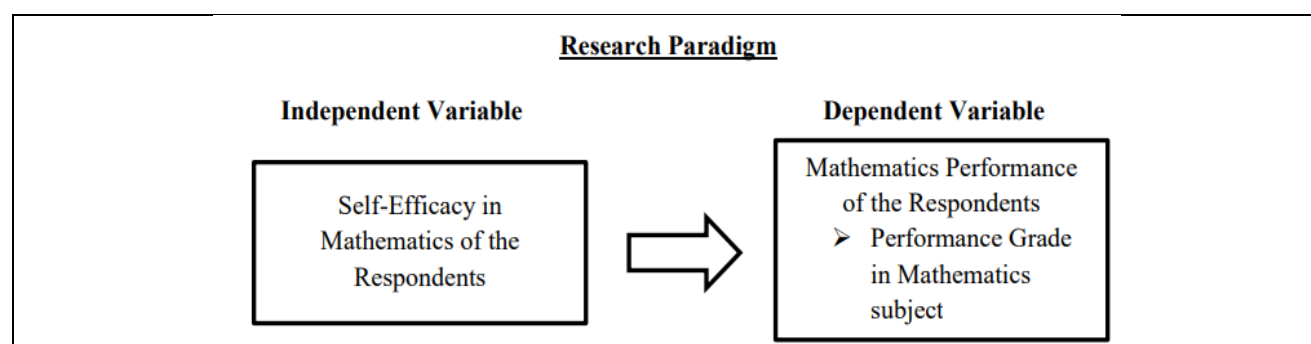 Research Paradigm
Independent Variable
Dependent Variable
Self-Efficacy in
Mathematics of the
Respondents
Mathematics Performance
of the Respondents
➤ Performance Grade
in Mathematics
subject